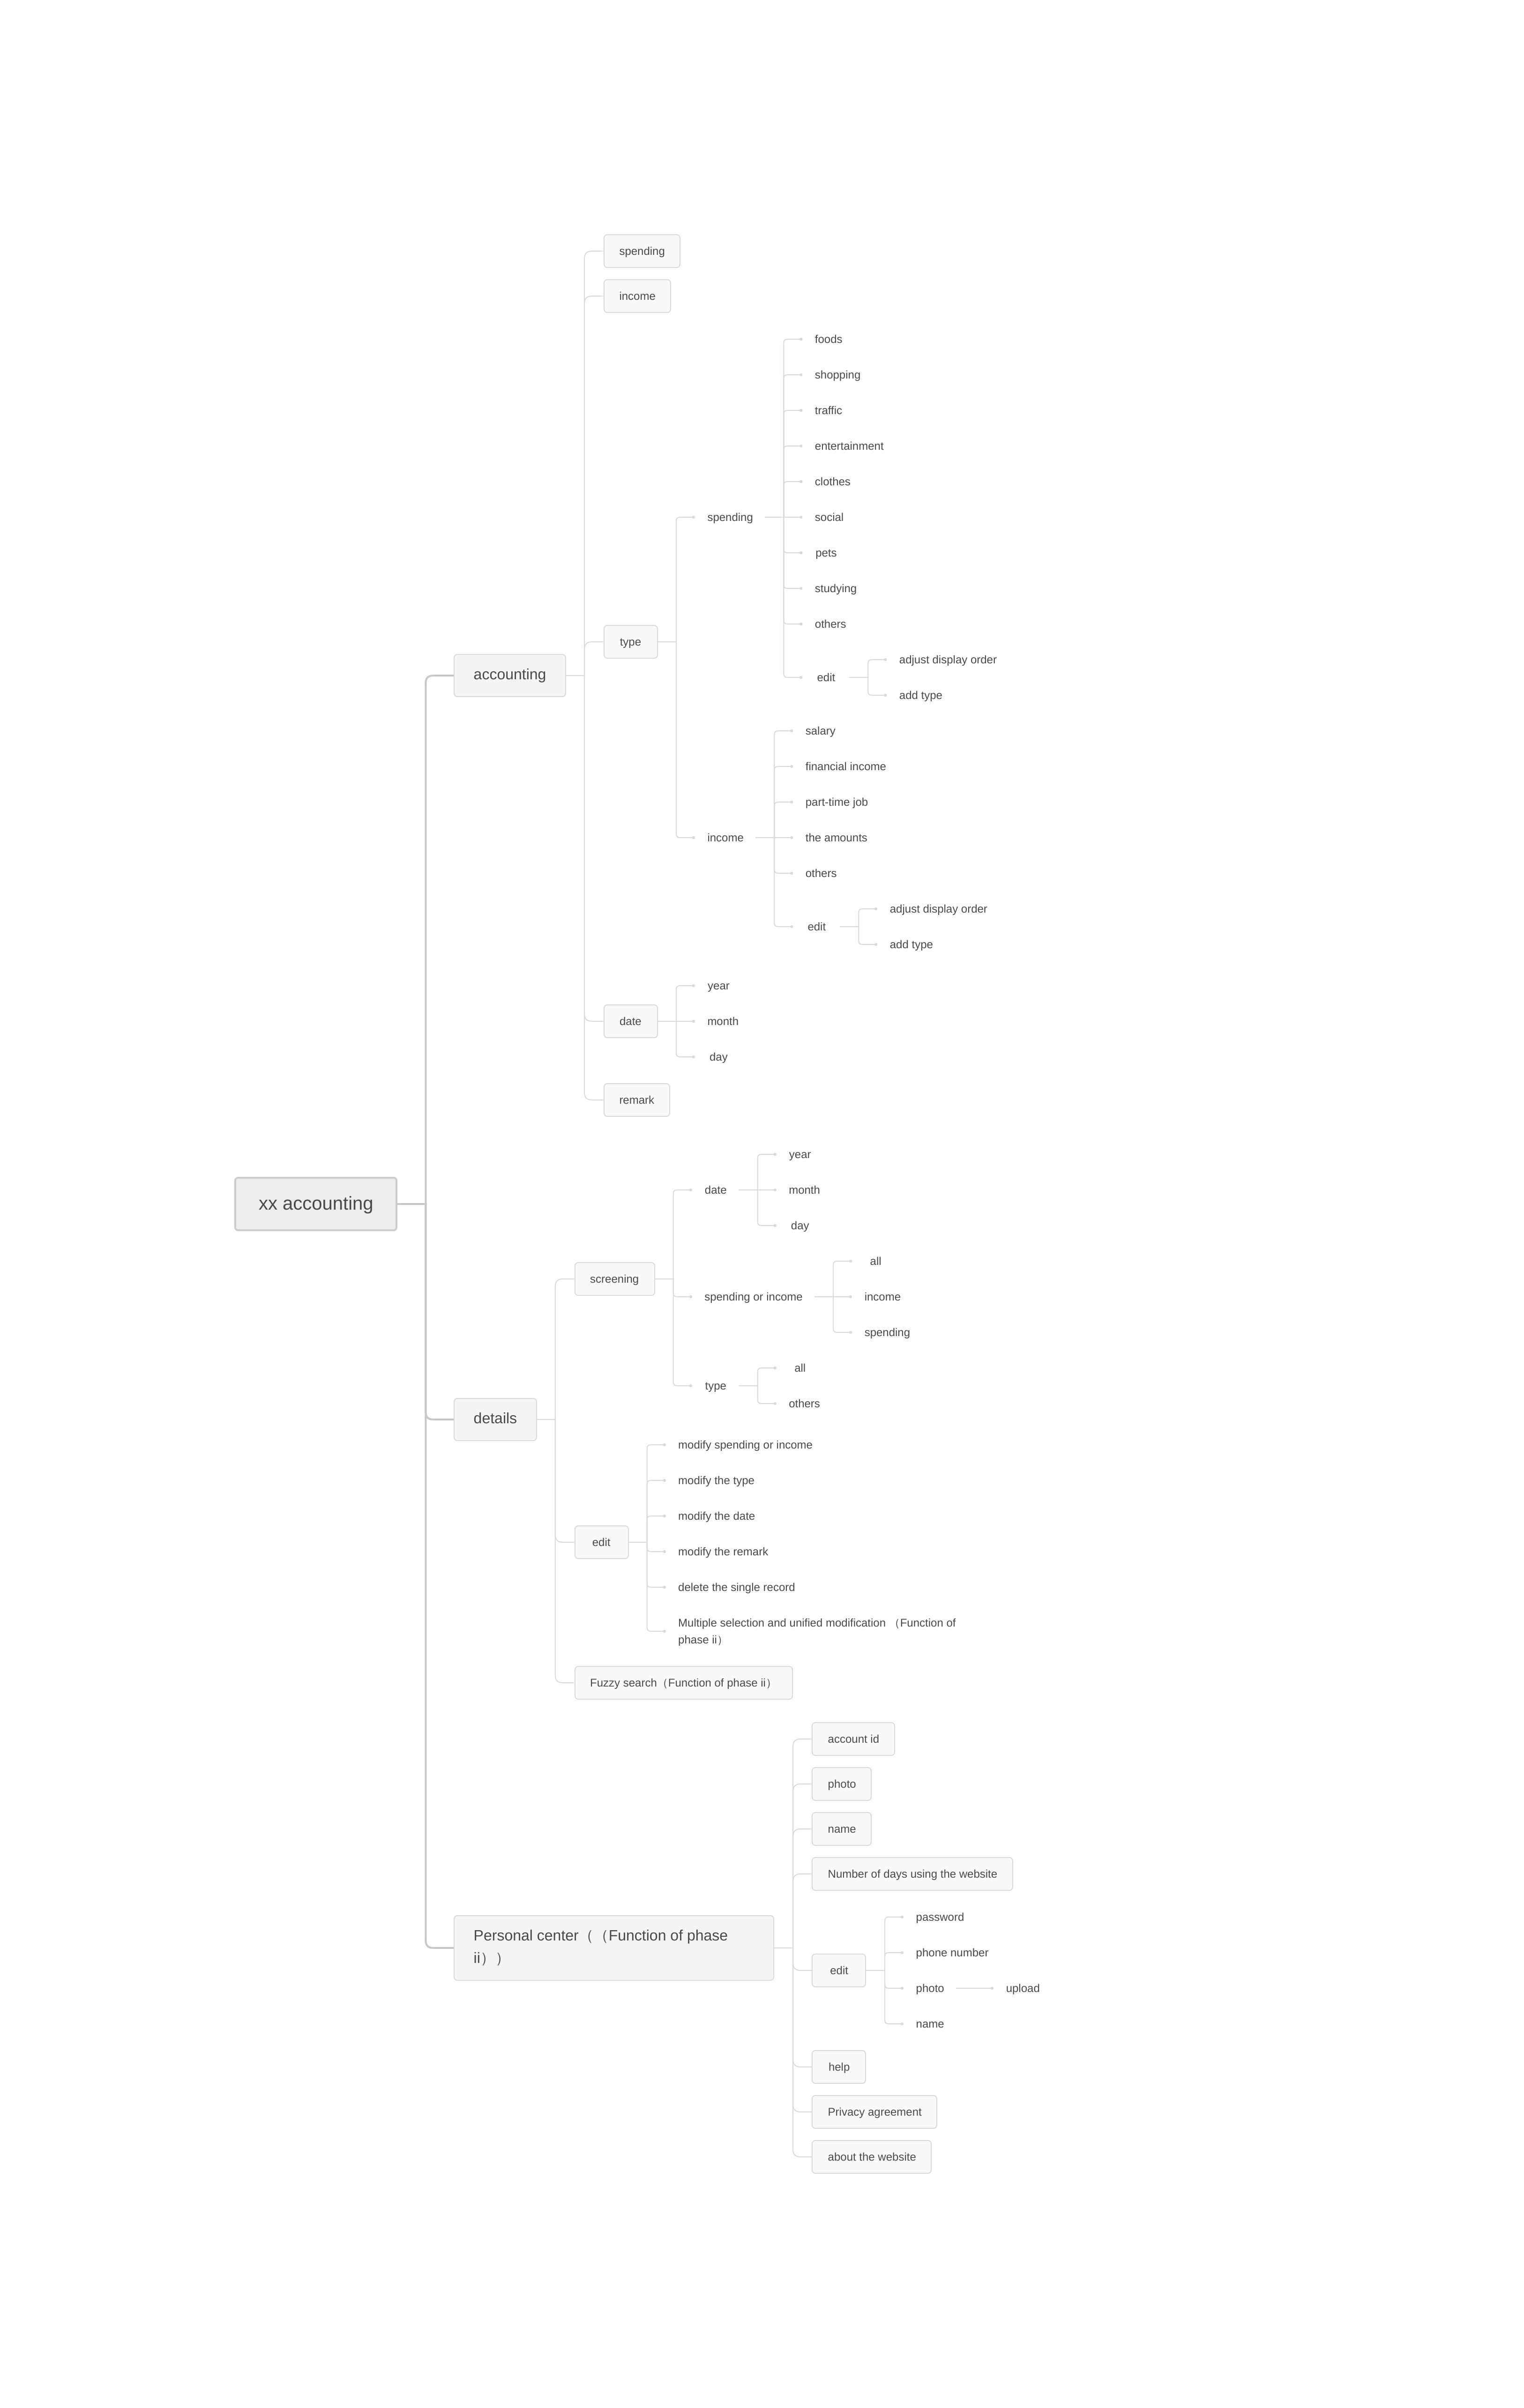 spending
income
foods
shopping
traffic
entertainment
clothes
spending
social
pets
studying
others
type
adjust display order
accounting
edit
add type
salary
financial income
part-time job
income
the amounts
others
adjust display order
edit
add type
year
date
month
day
remark
year
date
month
xx accounting
day
all
screening
spending or income
income
spending
all
type
others
details
modify spending or income
modify the type
modify the date
edit
modify the remark
delete the single record
Multiple selection and unified modification （Function of
phase ii）
Fuzzy search（Function of phase ii）
account id
photo
name
Number of days using the website
password
Personal center（（Function of phase
ii））
phone number
edit
photo
upload
name
help
Privacy agreement
about the website